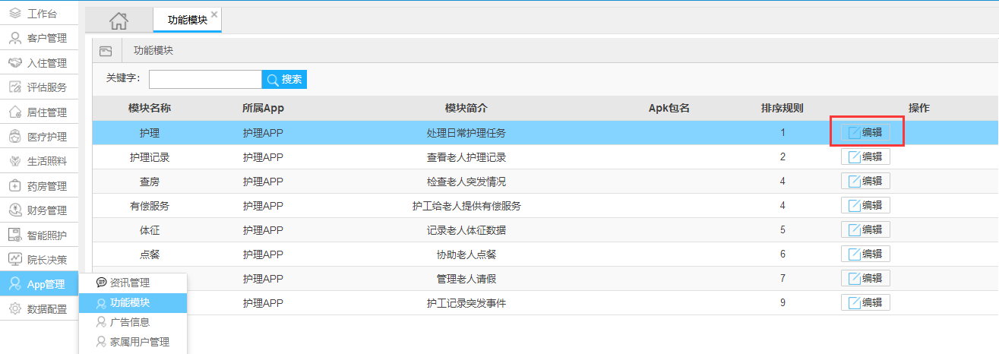 工作台
客户管理
入住管理
评估服务
居住管理
医疗护理
生活照料
药房管理
财务管理
智能照护
院长决策
App管理
数据配置
资讯管理
功能模块
广告信息
家属用户管理
功能模块
功能模块
关键字: 搜索
模块名称 所属App 模块简介 Apk包名 排序规则 操作
护理 护理APP 处理日常护理任务 1 编辑
护理记录 护理APP 查看老人护理记录 2 编辑
查房 护理APP 检查老人突发情况 4 编辑
有偿服务 护理APP 护工给老人提供有偿服务 4 编辑
体征 护理APP 记录老人体征数据 5 编辑
点餐 护理APP 协助老人点餐 6 编辑
护理APP 管理老人请假 7 编辑
护理APP 护工记录突发事件 9 编辑